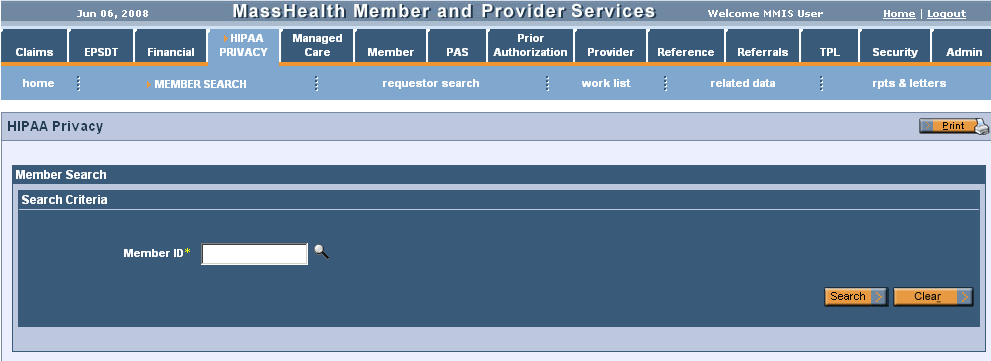 Jun 06, 2008 MassHealth Member and Provider Services Welcome MMIS User Home | Logout
Claims EPSDT Financial HIPAA PRIVACY Managed Care Member PAS Prior Authorization Provider Reference Referrals TPL Security Admin
home MEMBER SEARCH requestor search work list related data rpts & letters
HIPAA Privacy Print
Member Search
Search Criteria
Member ID*
Search Clear